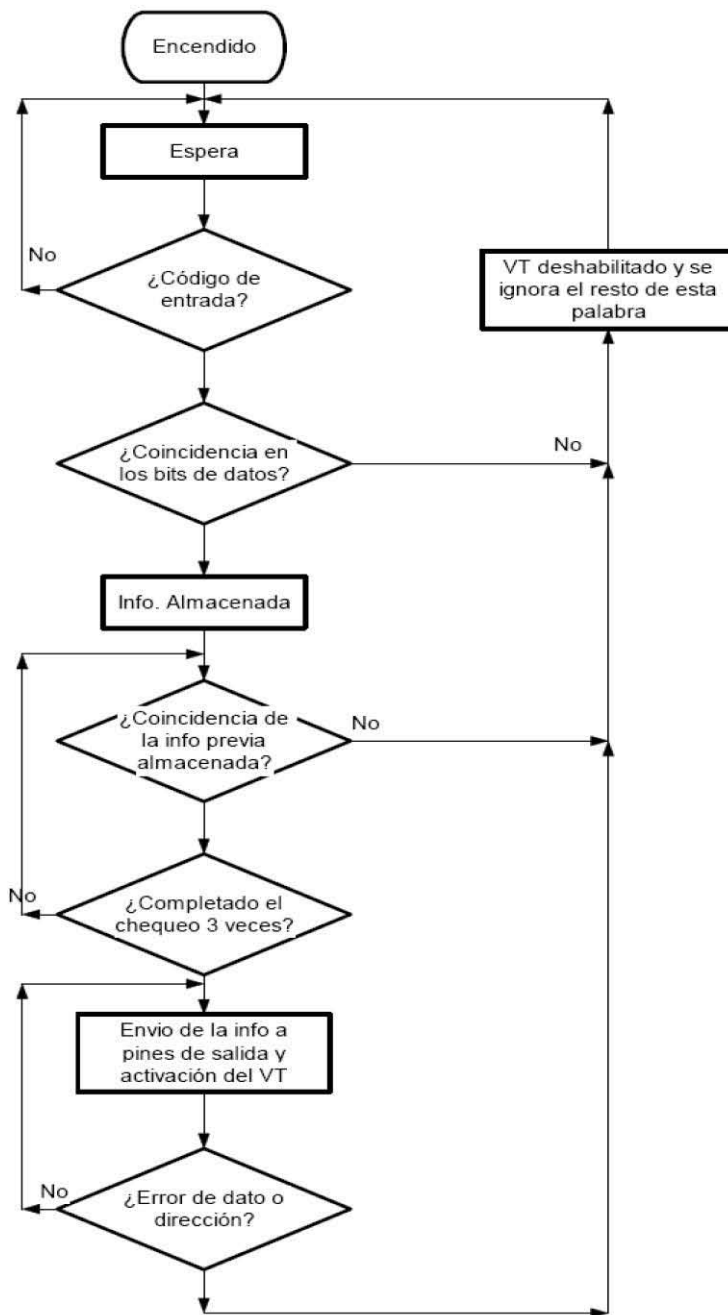 Encendido
Espera
No
¿Código de
entrada?
VT deshabilitado y se
ignora el resto de esta
palabra
¿Coincidencia en
los bits de datos?
No
Info. Almacenada
¿Coincidencia de
la info previa
almacenada?
No
¿Completado el
chequeo 3 veces?
No
Envio de la info a
pines de salida y
activación del VT
No
¿Error de dato o
dirección?